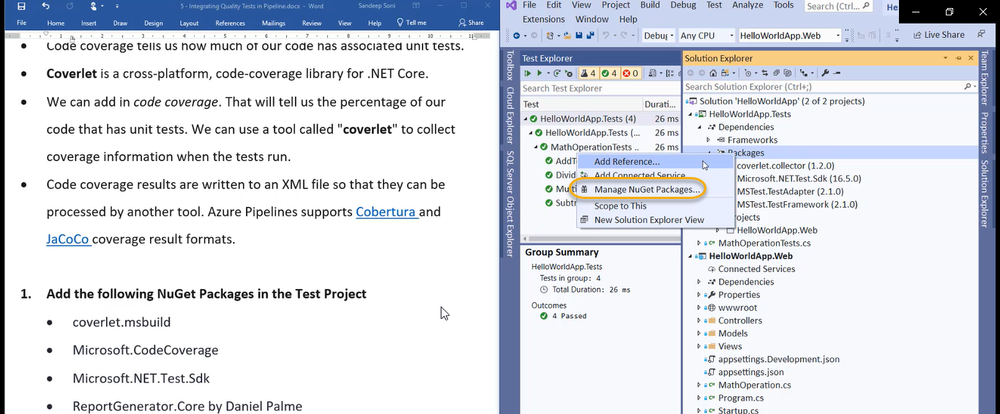 5 - Integrating Quality Tests in Pipeline.docx - Word
Sandeep Soni
File Home Insert Draw Design Layout References Mailings Review View Help Tell me Share
1 2 3 4 5 6 7 8 9 10 11
Code coverage tells us how much of our code has associated unit tests.
Coverlet is a cross-platform, code-coverage library for .NET Core.
We can add in code coverage. That will tell us the percentage of our
code that has unit tests. We can use a tool called "coverlet" to collect
coverage information when the tests run.
Code coverage results are written to an XML file so that they can be
processed by another tool. Azure Pipelines supports Cobertura and
JaCoCo coverage result formats.
1. Add the following NuGet Packages in the Test Project
coverlet.msbuild
Microsoft.CodeCoverage
Microsoft.NET.Test.Sdk
ReportGenerator.Core by Daniel Palme
File Edit View Project Build Debug Test Analyze Tools Search (Ctrl... He
Extensions Window Help
Debug Any CPU HelloWorldApp.Web Live Share
Toolbox
Cloud Explorer
SQL Server Object Explorer
Test Explorer
4 4 0
Search Test Explorer
Test Durati...
HelloWorldApp.Tests (4) 26 ms
HelloWorldApp.Tests (... 26 ms
MathOperationTests .. 26 ms
AddT
Divid
Mul
Subtr
Add Reference...
Add Connected Service
Manage NuGet Packages...
Scope to This
New Solution Explorer View
Group Summary
HelloWorldApp.Tests
Tests in group: 4
Total Duration: 26 ms
Outcomes
4 Passed
Solution Explorer
Search Solution Explorer (Ctrl+;)
Solution 'HelloWorldApp' (2 of 2 projects)
HelloWorldApp.Tests
Dependencies
Frameworks
Packages
coverlet.collector (1.2.0)
Microsoft.NET.Test.Sdk (16.5.0)
MSTest.TestAdapter (2.1.0)
MSTest.TestFramework (2.1.0)
rojects
HelloWorldApp.Web
MathOperationTests.cs
HelloWorldApp.Web
Connected Services
Dependencies
Properties
wwwroot
Controllers
Models
Views
appsettings.Development.json
appsettings.json
MathOperation.cs
Program.cs
Startup.cs
Team Explorer
Properties
Solution Explorer